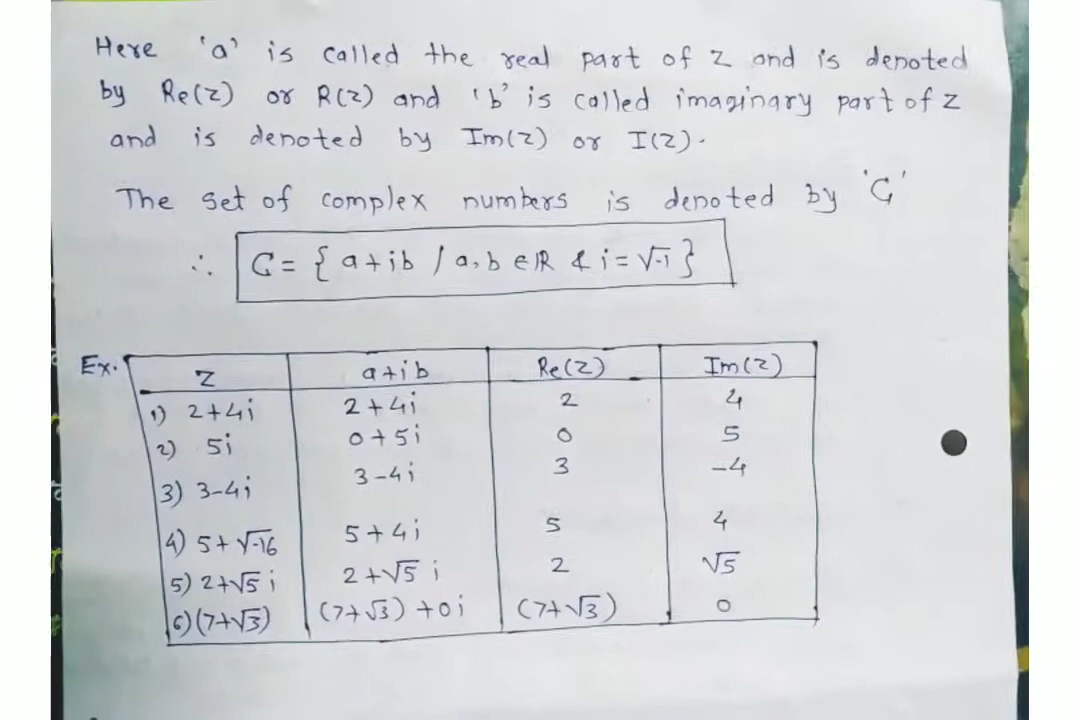 Here 'a' is called the real part of z and is denoted
by Re(z) or R(z) and 'b' is called imaginary part of z
and is denoted by Im(z) or I(z).
The set of complex numbers is denoted by 'C'
∴ C = { a+ib / a, b ∈ ℝ & i = √-1 }
Ex. z a+ib Re(z) Im(z)
1) 2+4i 2+4i 2 4
2) 5i 0+5i 0 5
3) 3-4i 3-4i 3 -4
4) 5+√-16 5+4i 5 4
5) 2+√5 i 2+√5 i 2 √5
6) (7+√3) (7+√3)+0i (7+√3) 0